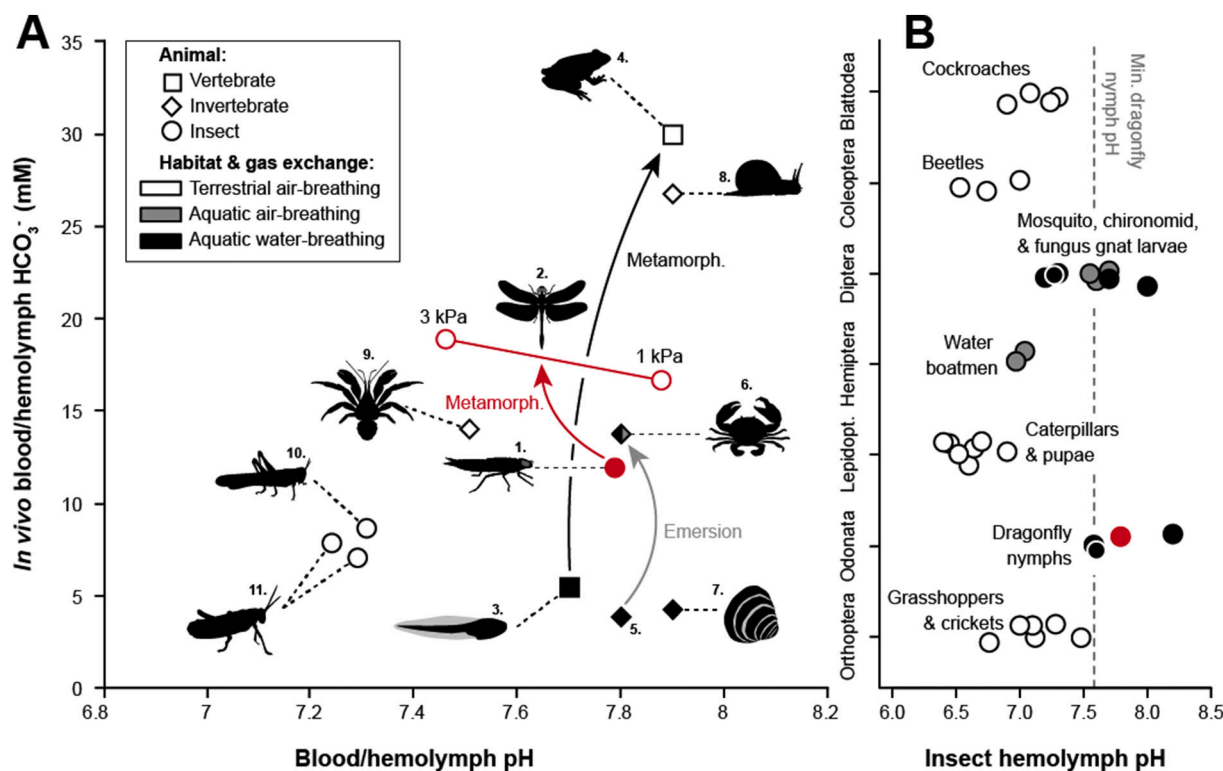 A
35
30
25
20
15
10
5
0
In vivo blood/hemolymph HCO3- (mM)
Animal:
Vertebrate
Invertebrate
Insect
Habitat & gas exchange:
Terrestrial air-breathing
Aquatic air-breathing
Aquatic water-breathing
4.
8.
Metamorph.
2.
3 kPa
1 kPa
9.
Metamorph.
6.
1.
10.
Emersion
11.
3.
5.
7.
6.8
7
7.2
7.4
7.6
7.8
8
8.2
Blood/hemolymph pH
B
Min. dragonfly
nymph pH
Blattodea
Cockroaches
Coleoptera
Beetles
Diptera
Mosquito, chironomid,
& fungus gnat larvae
Hemiptera
Water
boatmen
Lepidopt.
Caterpillars
& pupae
Odonata
Dragonfly
nymphs
Orthoptera
Grasshoppers
& crickets
6.0
6.5
7.0
7.5
8.0
8.5
Insect hemolymph pH